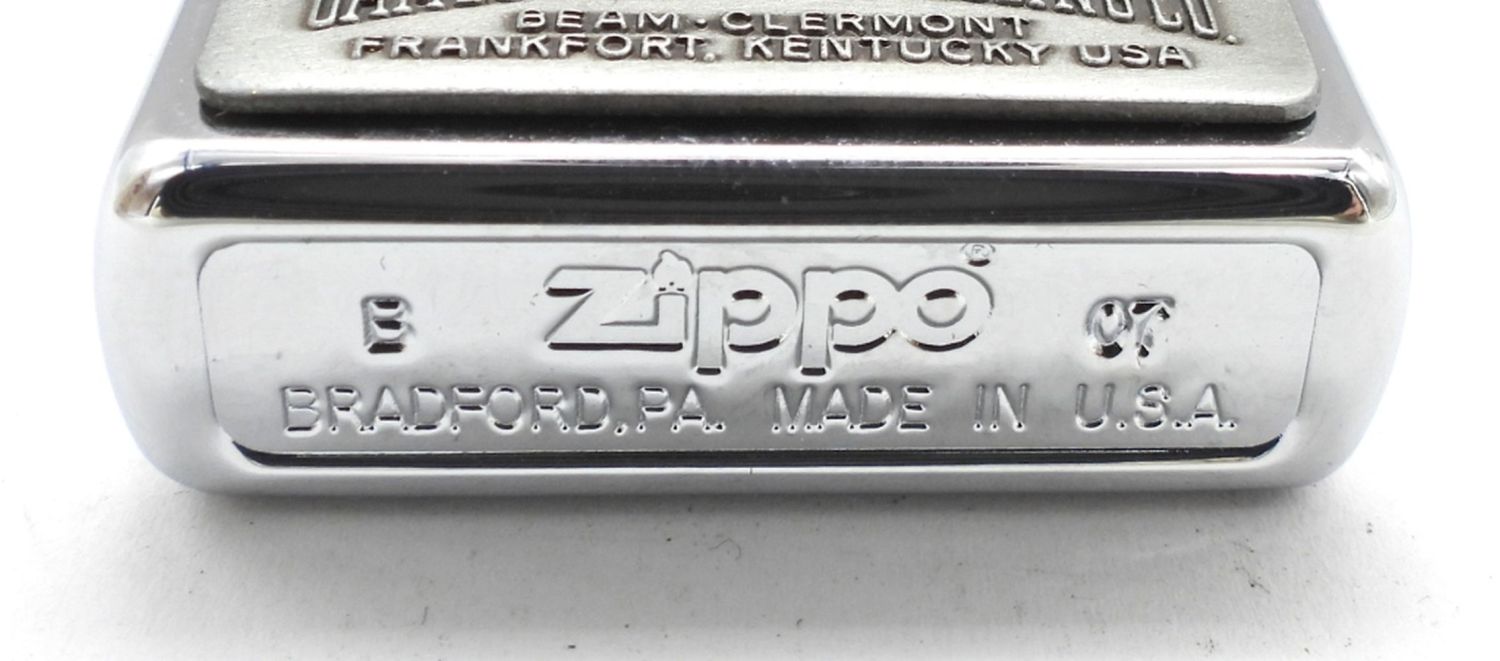 BEAM · CLERMONT
FRANKFORT, KENTUCKY USA
B zippo® 07
BRADFORD, PA. MADE IN U.S.A.